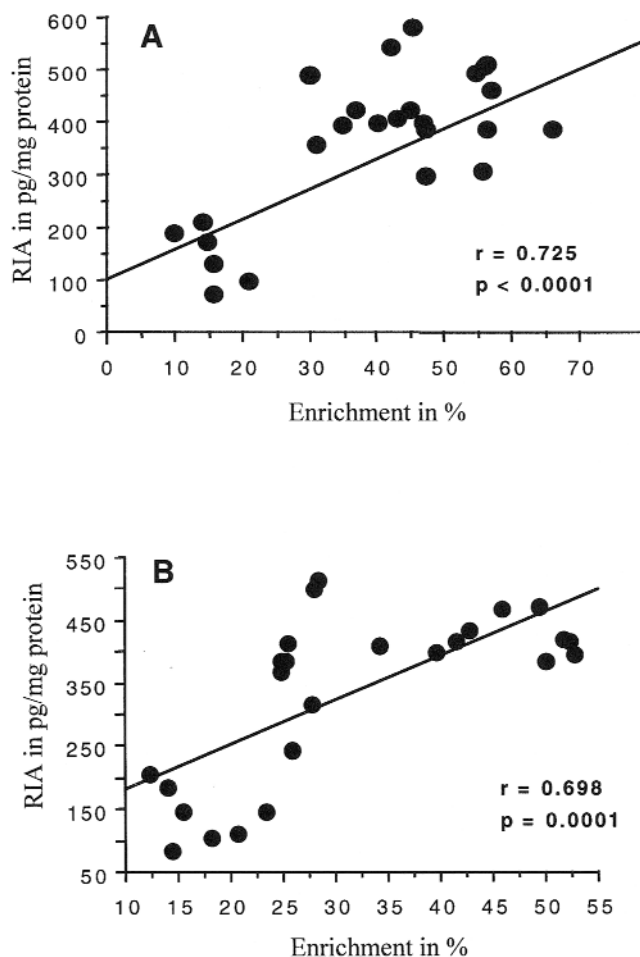 A
600
500
400
300
200
100
0
RIA in pg/mg protein
r = 0.725
p < 0.0001
0 10 20 30 40 50 60 70
Enrichment in %
B
550
450
350
250
150
50
RIA in pg/mg protein
r = 0.698
p = 0.0001
10 15 20 25 30 35 40 45 50 55
Enrichment in %